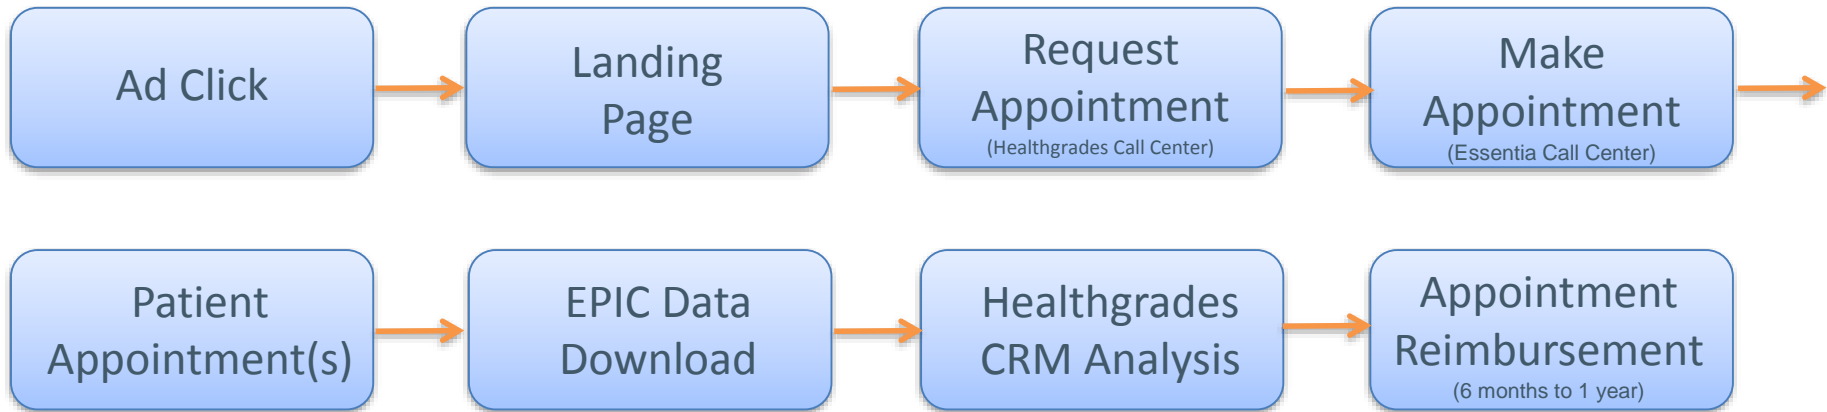 Ad Click
Landing
Page
Request
Appointment
(Healthgrades Call Center)
Make
Appointment
(Essentia Call Center)
Patient
Appointment(s)
EPIC Data
Download
Healthgrades
CRM Analysis
Appointment
Reimbursement
(6 months to 1 year)